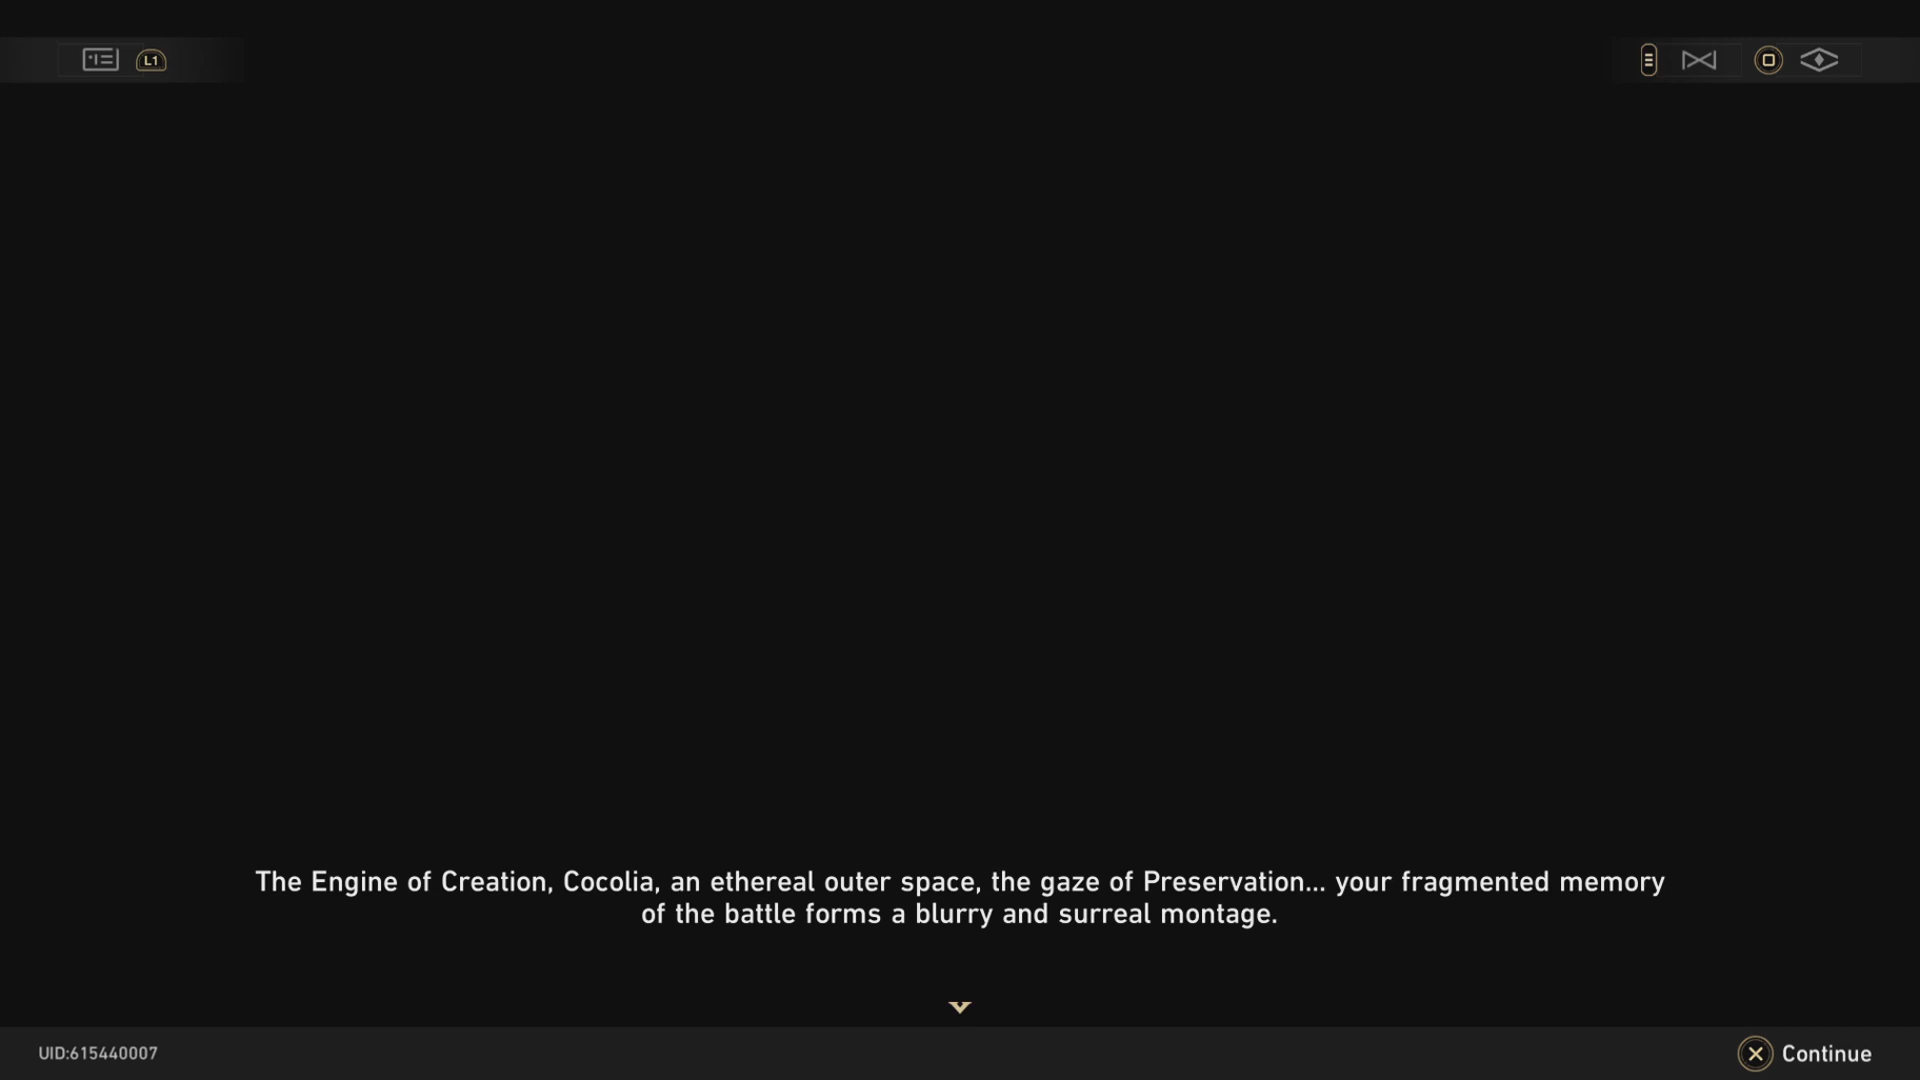 L1
The Engine of Creation, Cocolia, an ethereal outer space, the gaze of Preservation... your fragmented memory
of the battle forms a blurry and surreal montage.
UID:615440007
Continue